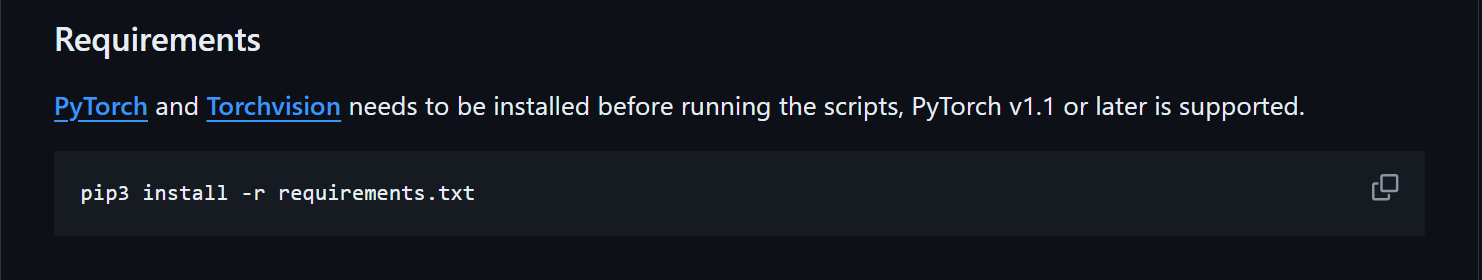 Requirements
PyTorch and Torchvision needs to be installed before running the scripts, PyTorch v1.1 or later is supported.
pip3 install -r requirements.txt